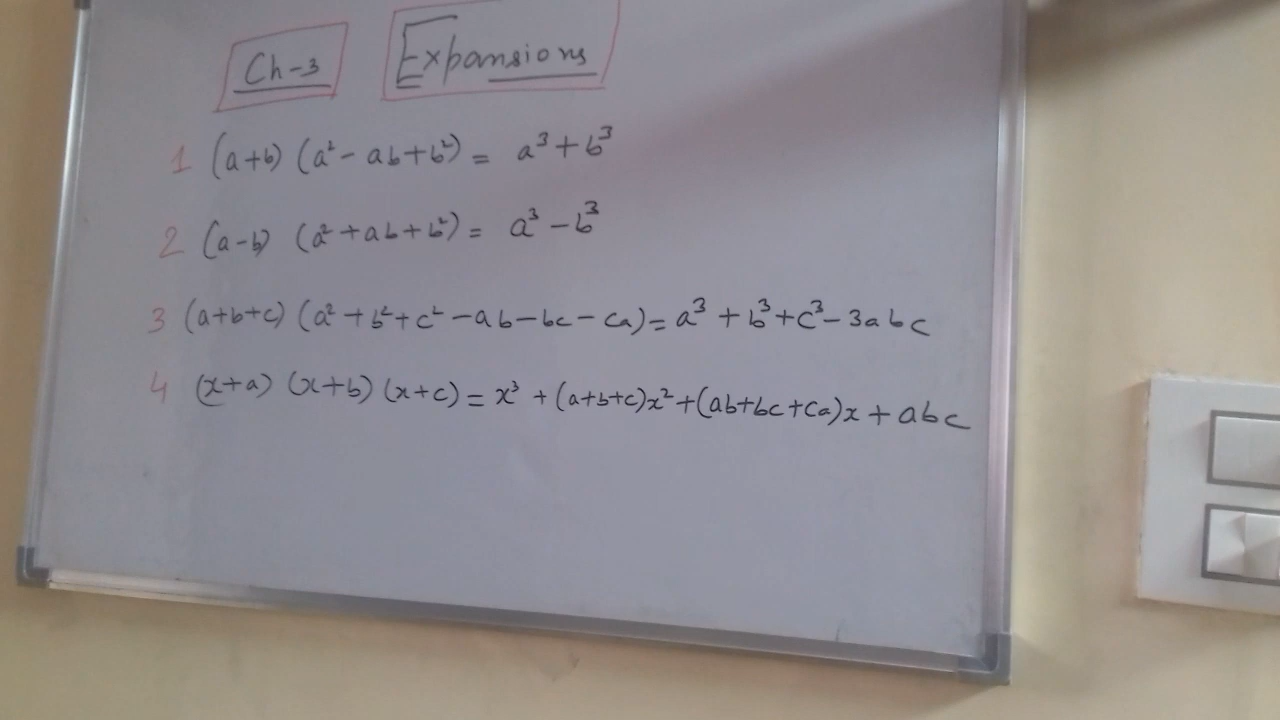 Ch-3 Expansions
1 (a+b) (a² - ab+b²) = a³ + b³
2 (a-b) (a² + ab+b²) = a³ - b³
3 (a+b+c) (a² + b² + c² - ab - bc - ca) = a³ + b³ + c³ - 3abc
4 (x+a) (x+b) (x+c) = x³ + (a+b+c)x² + (ab+bc+ca)x + abc